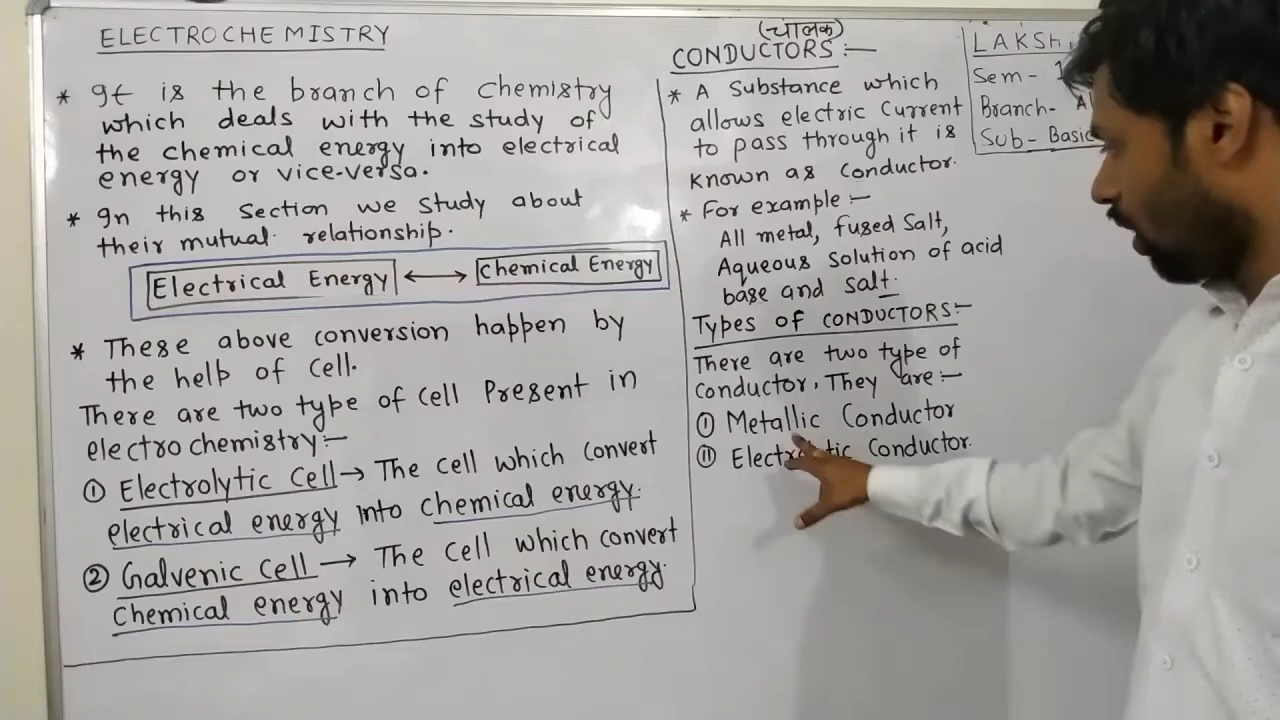 ELECTROCHEMISTRY
* It is the branch of chemistry
which deals with the study of
the chemical energy into electrical
energy or vice-versa.
* In this section we study about
their mutual relationship.
Electrical Energy ⟷ Chemical Energy
* These above conversion happen by
the help of cell.
There are two type of cell Present in
electrochemistry:-
① Electrolytic cell → The cell which convert
electrical energy into chemical energy.
② Galvenic cell → The cell which convert
chemical energy into electrical energy.
(चालक)
CONDUCTORS :-
* A substance which
allows electric current
to pass through it is
known as conductor.
* For example :-
All metal, fused salt,
Aqueous solution of acid
base and salt.
Types of CONDUCTORS:-
There are two type of
conductor. They are:-
① Metallic Conductor
⑪ Conductor.
Sem-
Branch-
Sub- Basic